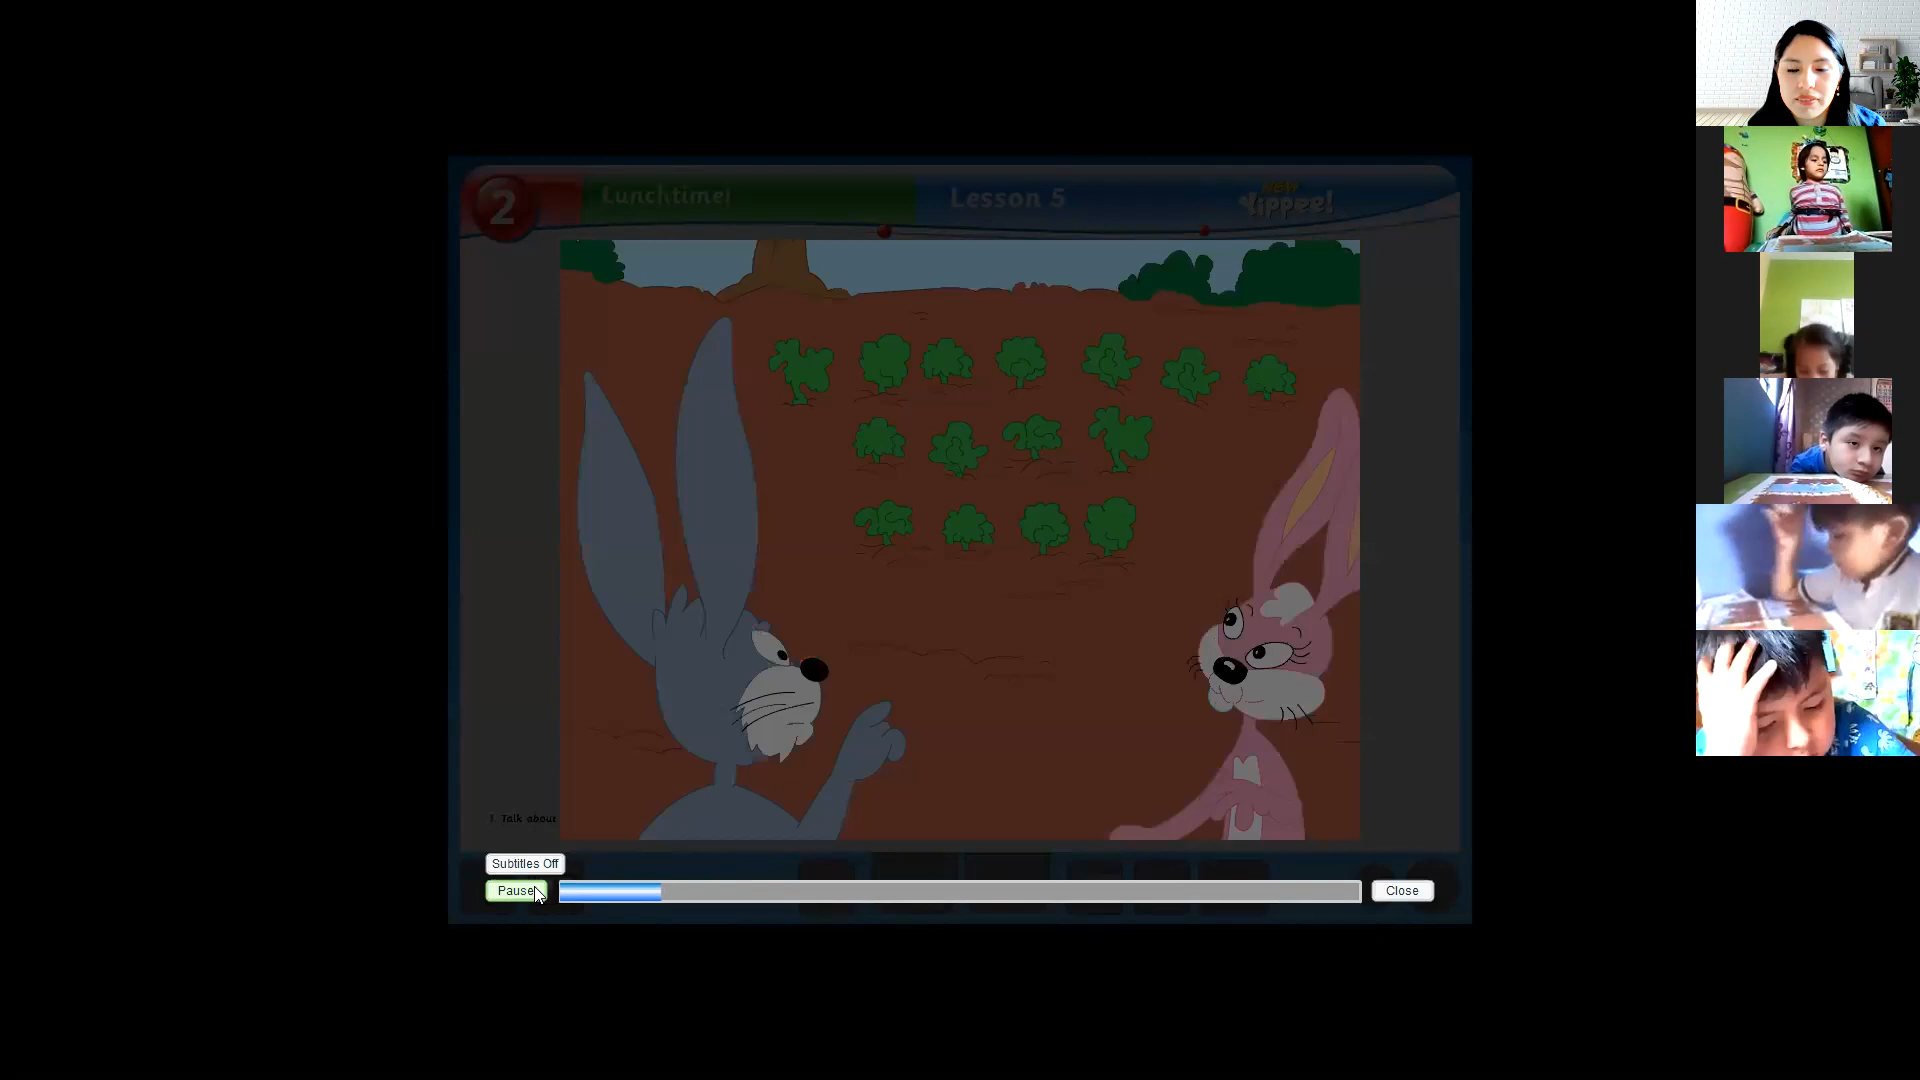 2
Lunchtime!
Lesson 5
NEW
Yippee!
1. Talk about
Subtitles Off
Pause
Close